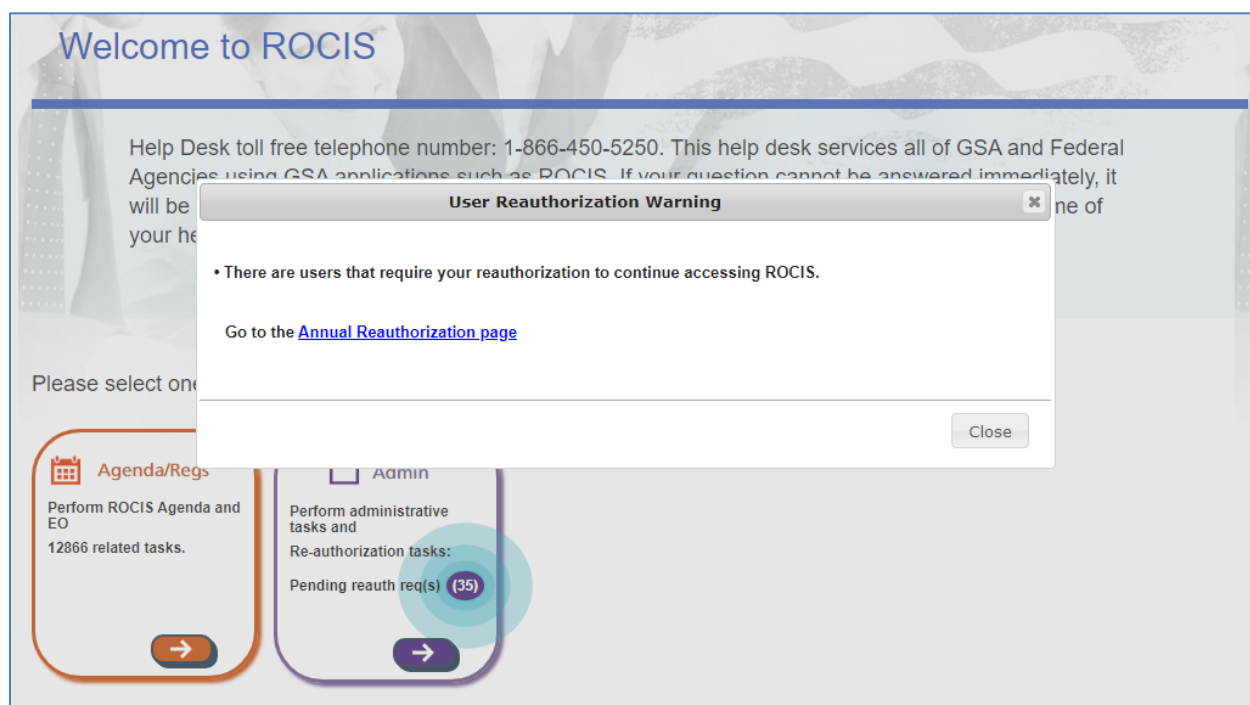 Welcome to ROCIS
Help Desk toll free telephone number: 1-866-450-5250. This help desk services all of GSA and Federal
Agencies using GSA applications such as ROCIS. If your question cannot be answered immediately, it
will be
me of
your he
User Reauthorization Warning
• There are users that require your reauthorization to continue accessing ROCIS.
Go to the Annual Reauthorization page
Close
Please select one
Agenda/Regs
Perform ROCIS Agenda and
EO
12866 related tasks.
Admin
Perform administrative
tasks and
Re-authorization tasks:
Pending reauth req(s) (35)